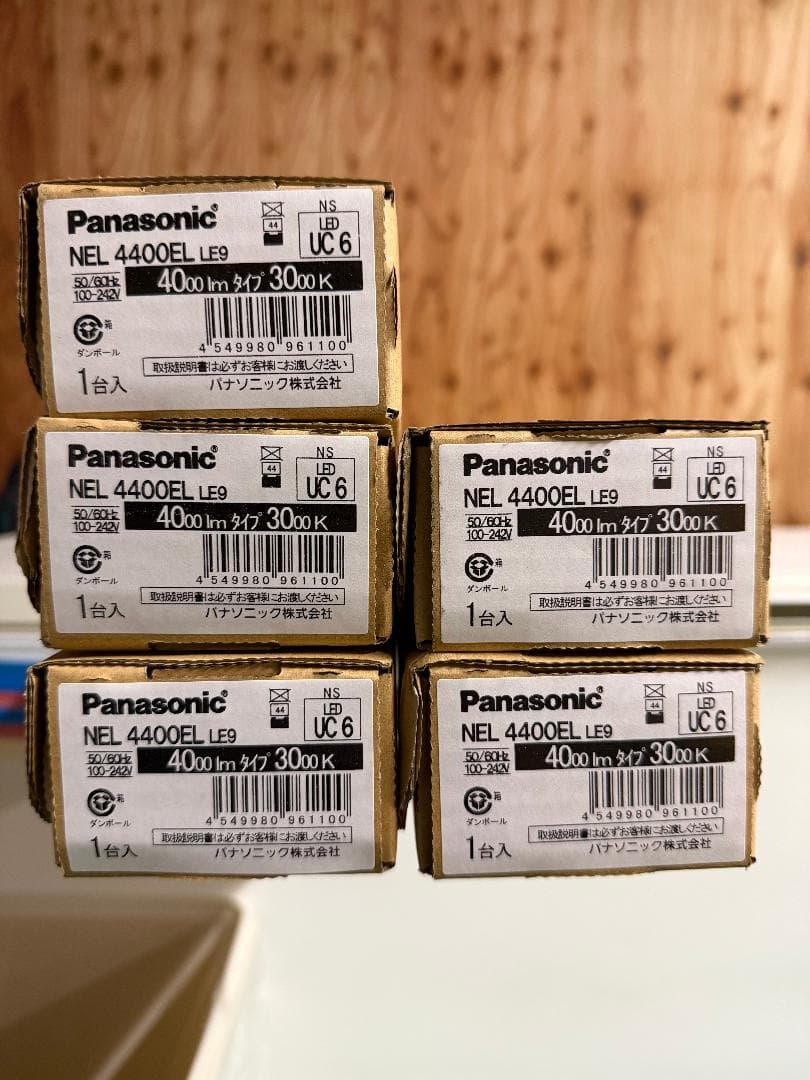 Panasonic®
NS
44
LED
UC 6
NEL 4400EL LE9
50/60Hz
100-242V
4000 lm タイプ 3000 K
箱
ダンボール
4 549980 961100
取扱説明書は必ずお客様にお渡しください
1台入
パナソニック株式会社
Panasonic®
NS
44
LED
UC 6
NEL 4400EL LE9
50/60Hz
100-242V
4000 lm タイプ 3000 K
箱
ダンボール
4 549980 961100
取扱説明書は必ずお客様にお渡しください
1台入
パナソニック株式会社
Panasonic®
NS
44
LED
UC 6
NEL 4400EL LE9
50/60Hz
100-242V
4000 lm タイプ 3000 K
箱
ダンボール
4 549980 961100
取扱説明書は必ずお客様にお渡しください
1台入
パナソニック株式会社
Panasonic®
NS
44
LED
UC 6
NEL 4400EL LE9
50/60Hz
100-242V
4000 lm タイプ 3000 K
箱
ダンボール
4 549980 961100
取扱説明書は必ずお客様にお渡しください
1台入
パナソニック株式会社
Panasonic®
NS
44
LED
UC 6
NEL 4400EL LE9
50/60Hz
100-242V
4000 lm タイプ 3000 K
箱
ダンボール
4 549980 961100
取扱説明書は必ずお客様にお渡しください
1台入
パナソニック株式会社